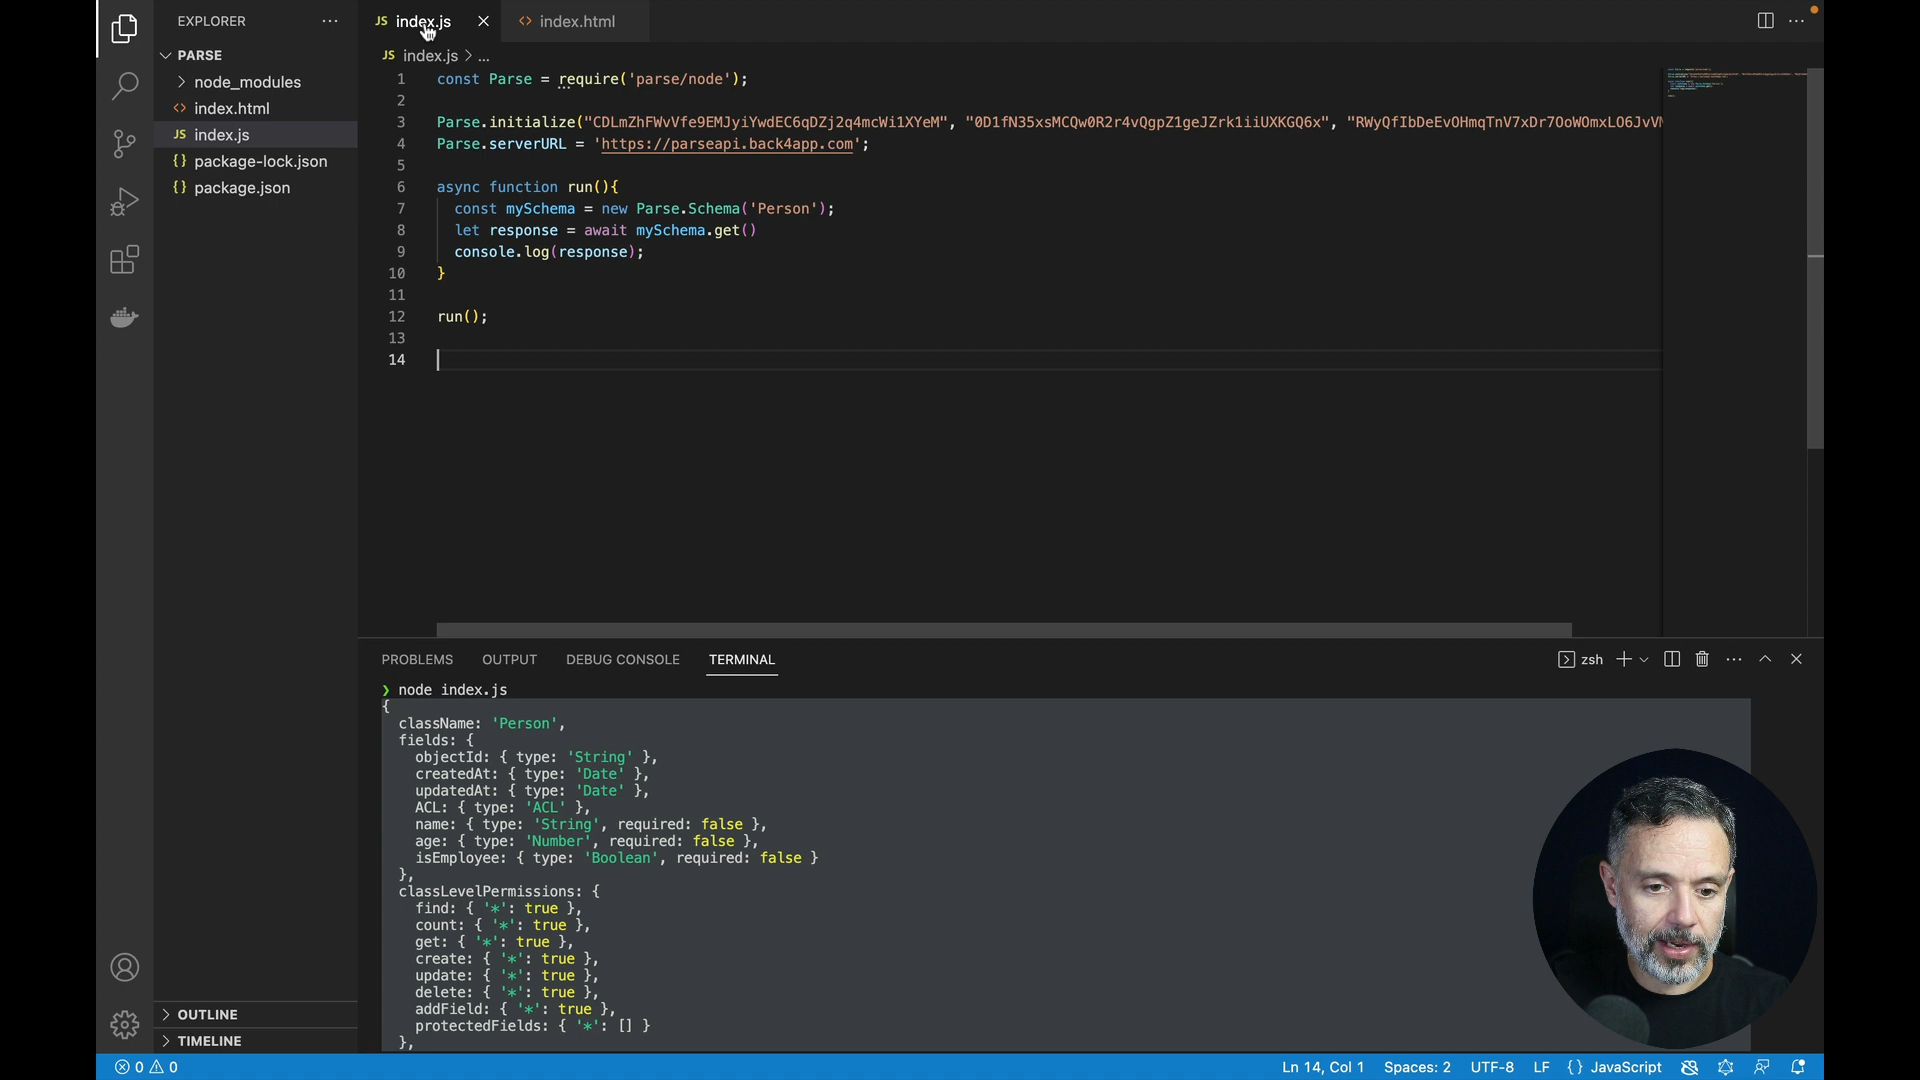 EXPLORER
PARSE
node_modules
index.html
JS index.js
{} package-lock.json
{} package.json
OUTLINE
TIMELINE
JS index.js
<> index.html
JS index.js > ...
1 const Parse = require('parse/node');
2
3 Parse.initialize("CDLmZhFWvVfe9EMJyiYwdEC6qDZj2q4mcWi1XYeM", "0D1fN35xsMCQw0R2r4vQgpZ1geJZrk1iiUXKGQ6x", "RWyQfIbDeEvOHmqTnV7xDr7OoWOmxLO6JvV
4 Parse.serverURL = 'https://parseapi.back4app.com';
5
6 async function run(){
7 const mySchema = new Parse.Schema('Person');
8 let response = await mySchema.get()
9 console.log(response);
10 }
11
12 run();
13
14
PROBLEMS OUTPUT DEBUG CONSOLE TERMINAL
zsh
❯ node index.js
{
className: 'Person',
fields: {
objectId: { type: 'String' },
createdAt: { type: 'Date' },
updatedAt: { type: 'Date' },
ACL: { type: 'ACL' },
name: { type: 'String', required: false },
age: { type: 'Number', required: false },
isEmployee: { type: 'Boolean', required: false }
},
classLevelPermissions: {
find: { '*': true },
count: { '*': true },
get: { '*': true },
create: { '*': true },
update: { '*': true },
delete: { '*': true },
addField: { '*': true },
protectedFields: { '*': [] }
},
0 0
Ln 14, Col 1 Spaces: 2 UTF-8 LF {} JavaScript